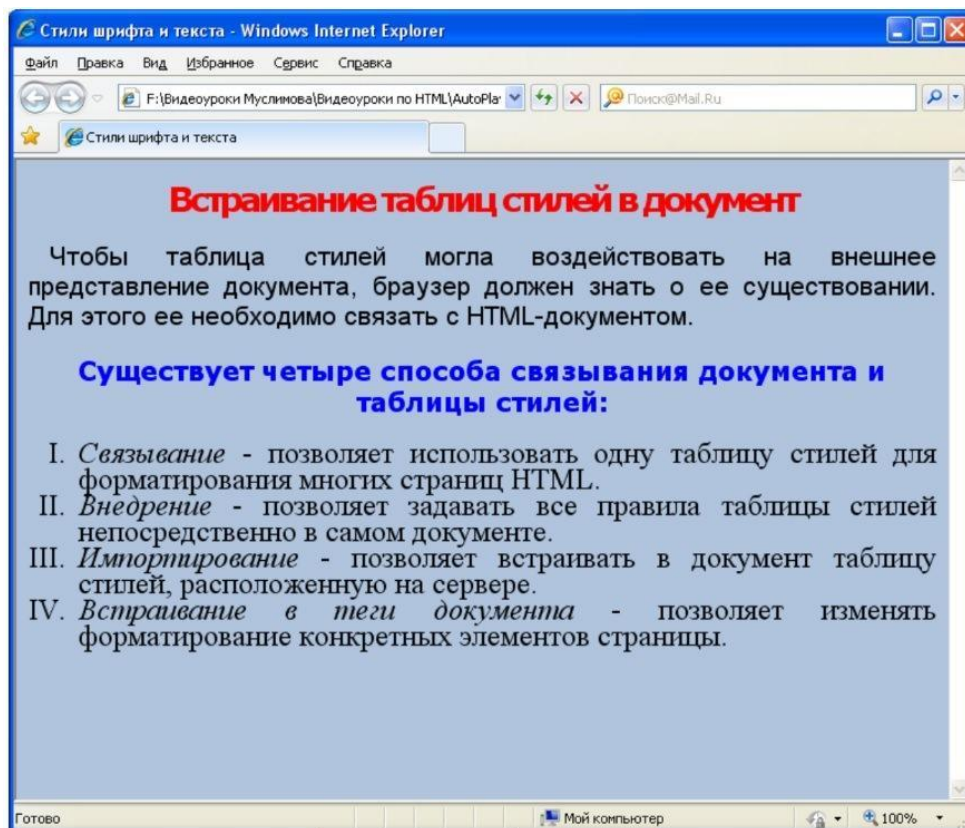 Стили шрифта и текста - Windows Internet Explorer
Файл Правка Вид Избранное Сервис Справка
F:\Видеоуроки Муслимова\Видеоуроки по HTML\AutoPla Поиск@Mail.Ru
Стили шрифта и текста
Встраивание таблиц стилей в документ
Чтобы таблица стилей могла воздействовать на внешнее
представление документа, браузер должен знать о ее существовании.
Для этого ее необходимо связать с HTML-документом.
Существует четыре способа связывания документа и
таблицы стилей:
I. Связывание - позволяет использовать одну таблицу стилей для
форматирования многих страниц HTML.
II. Внедрение - позволяет задавать все правила таблицы стилей
непосредственно в самом документе.
III. Импортирование - позволяет встраивать в документ таблицу
стилей, расположенную на сервере.
IV. Встраивание в теги документа - позволяет изменять
форматирование конкретных элементов страницы.
Готово Мой компьютер 100%